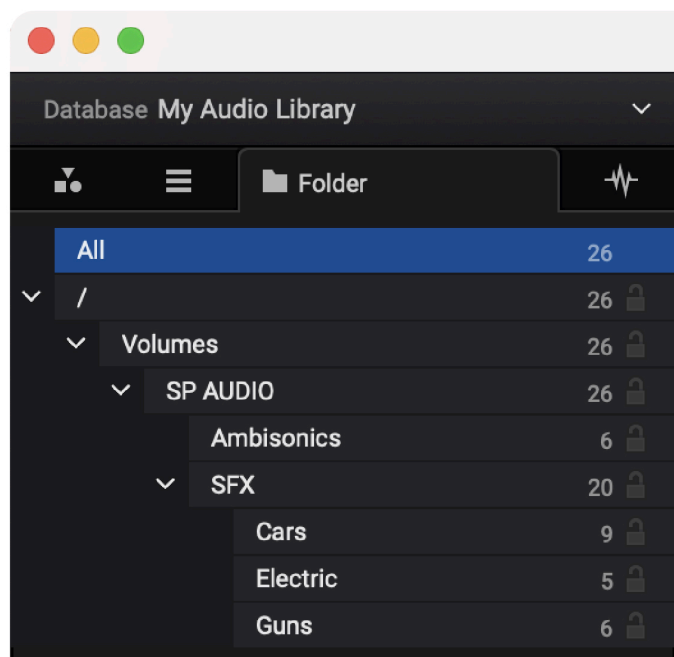 Database My Audio Library
Folder
All 26
/ 26
Volumes 26
SP AUDIO 26
Ambisonics 6
SFX 20
Cars 9
Electric 5
Guns 6